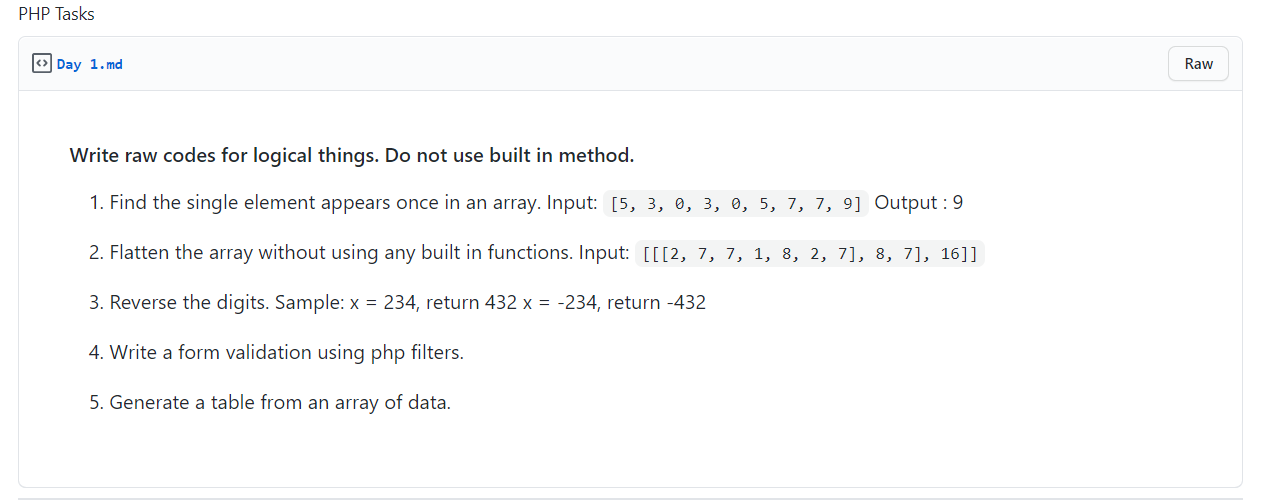 PHP Tasks
Day 1.md
Raw
Write raw codes for logical things. Do not use built in method.
1. Find the single element appears once in an array. Input: [5, 3, 0, 3, 0, 5, 7, 7, 9] Output : 9
2. Flatten the array without using any built in functions. Input: [[[2, 7, 7, 1, 8, 2, 7], 8, 7], 16]]
3. Reverse the digits. Sample: x = 234, return 432 x = -234, return -432
4. Write a form validation using php filters.
5. Generate a table from an array of data.